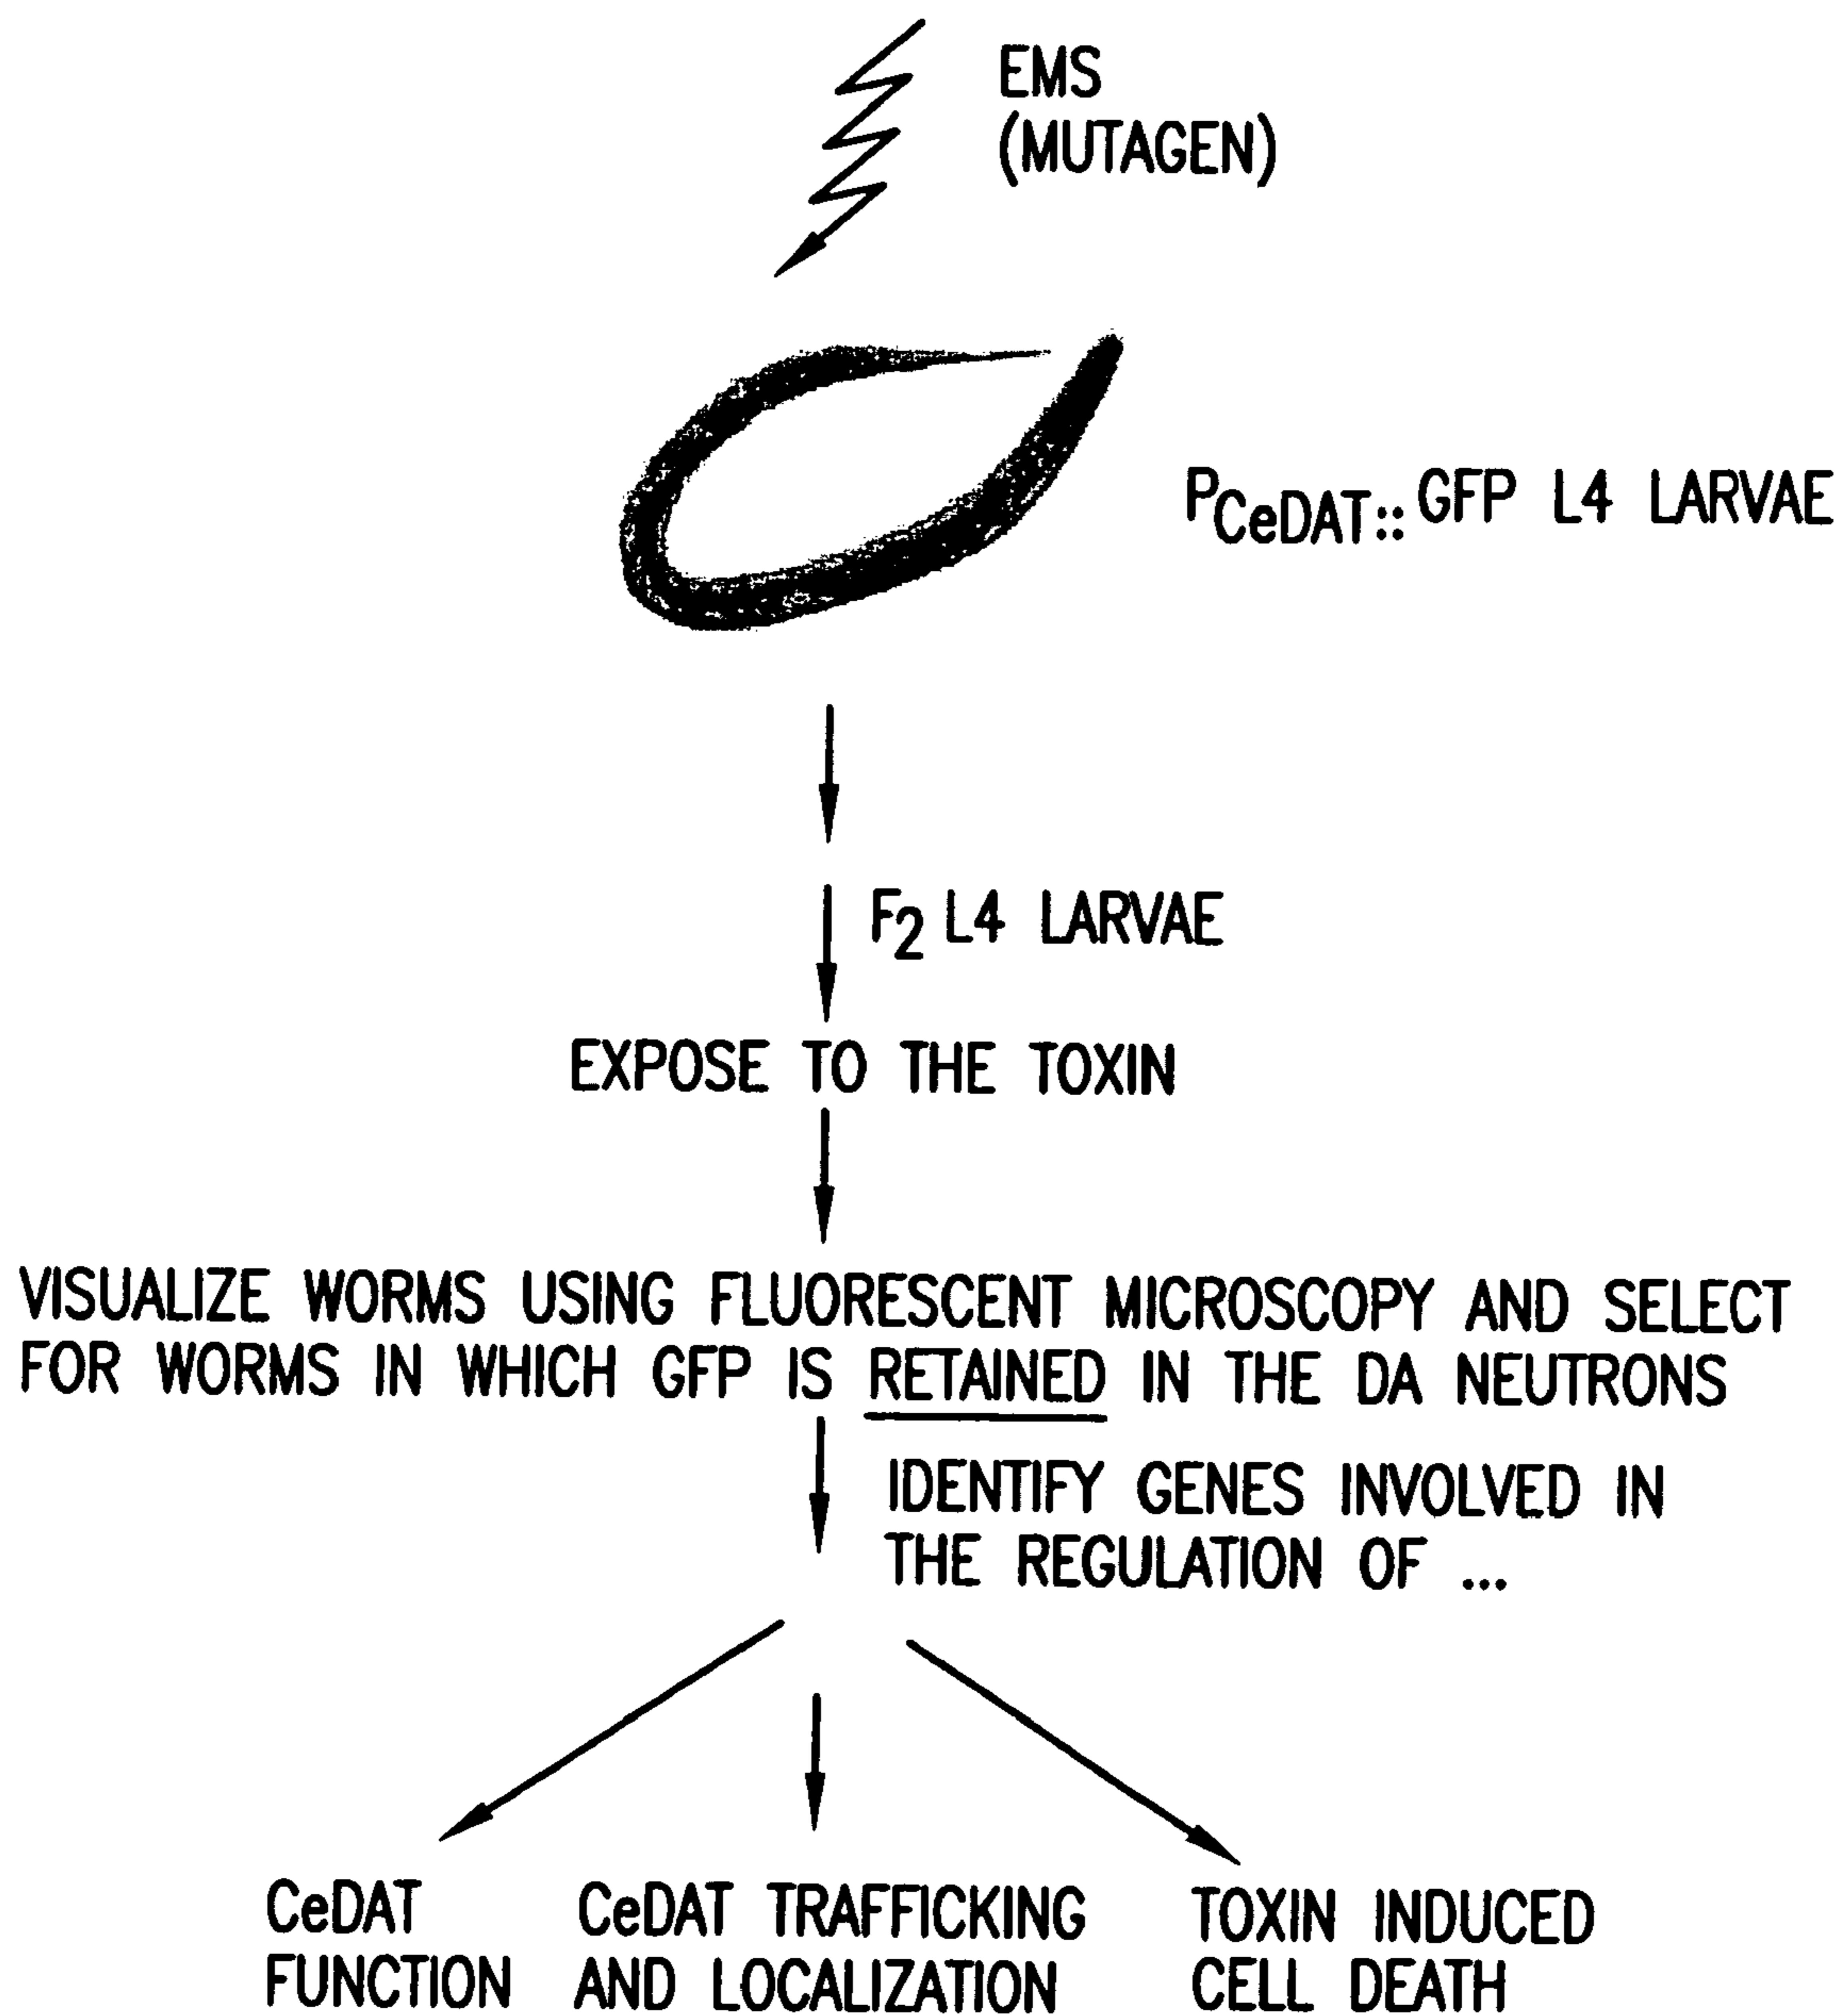 EMS
(MUTAGEN)
PCeDAT::GFP L4 LARVAE
F2 L4 LARVAE
EXPOSE TO THE TOXIN
VISUALIZE WORMS USING FLUORESCENT MICROSCOPY AND SELECT
FOR WORMS IN WHICH GFP IS RETAINED IN THE DA NEUTRONS
IDENTIFY GENES INVOLVED IN
THE REGULATION OF ...
CeDAT
FUNCTION
CeDAT TRAFFICKING
AND LOCALIZATION
TOXIN INDUCED
CELL DEATH